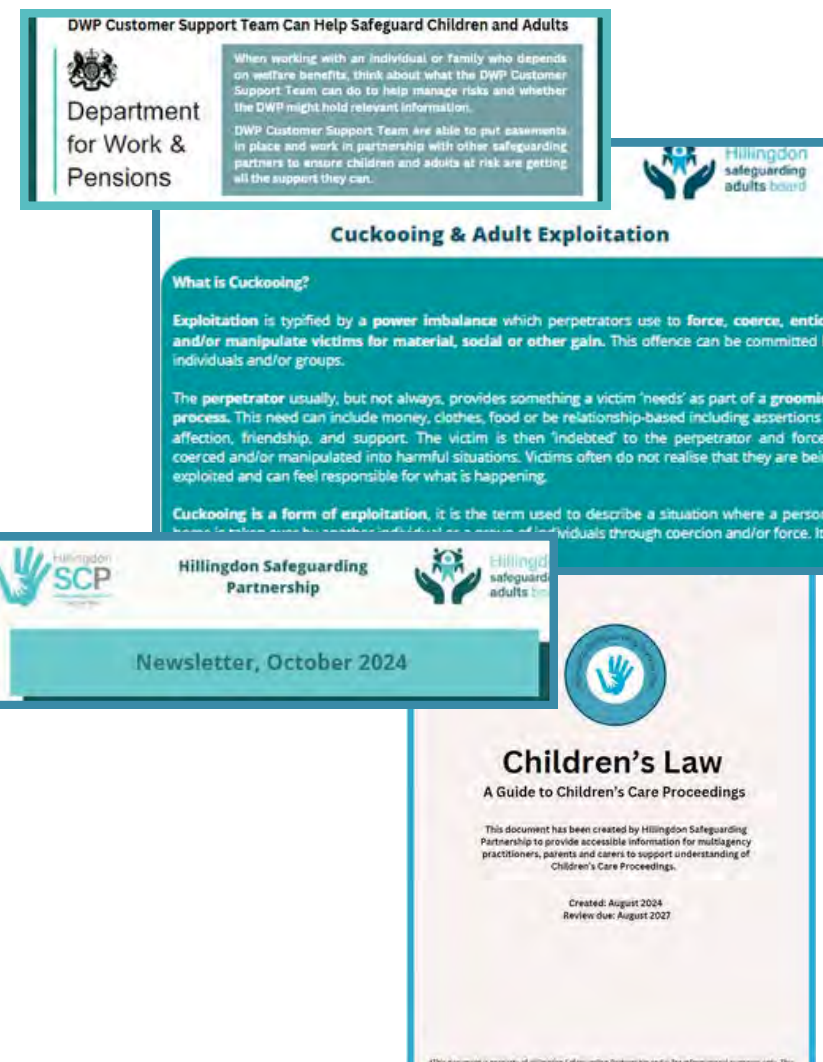 DWP Customer Support Team Can Help Safeguard Children and Adults
Department
for Work &
Pensions
When working with an individual or family who depends
on welfare benefits, think about what the DWP Customer
Support Team can do to help manage risks and whether
the DWP might hold relevant information.
DWP Customer Support Team are able to put easements
in place and work in partnership with other safeguarding
partners to ensure children and adults at risk are getting
all the support they can.
Hillingdon
safeguarding
adults board
Cuckooing & Adult Exploitation
What is Cuckooing?
Exploitation is typified by a power imbalance which perpetrators use to force, coerce, entic
and/or manipulate victims for material, social or other gain. This offence can be committed
individuals and/or groups.
The perpetrator usually, but not always, provides something a victim 'needs' as part of a groomi
process. This need can include money, clothes, food or be relationship-based including assertions
affection, friendship, and support. The victim is then 'indebted' to the perpetrator and force
coerced and/or manipulated into harmful situations. Victims often do not realise that they are bei
exploited and can feel responsible for what is happening.
Cuckooing is a form of exploitation, it is the term used to describe a situation where a perso
individuals through coercion and/or force. It
Hillingdon
SCP
Hillingdon Safeguarding
Partnership
Hillingd
safeguardi
adults
Newsletter, October 2024
Children's Law
A Guide to Children's Care Proceedings
This document has been created by Hillingdon Safeguarding
Partnership to provide accessible information for multiagency
practitioners, parents and carers to support understanding of
Children's Care Proceedings.
Created: August 2024
Review due: August 2027